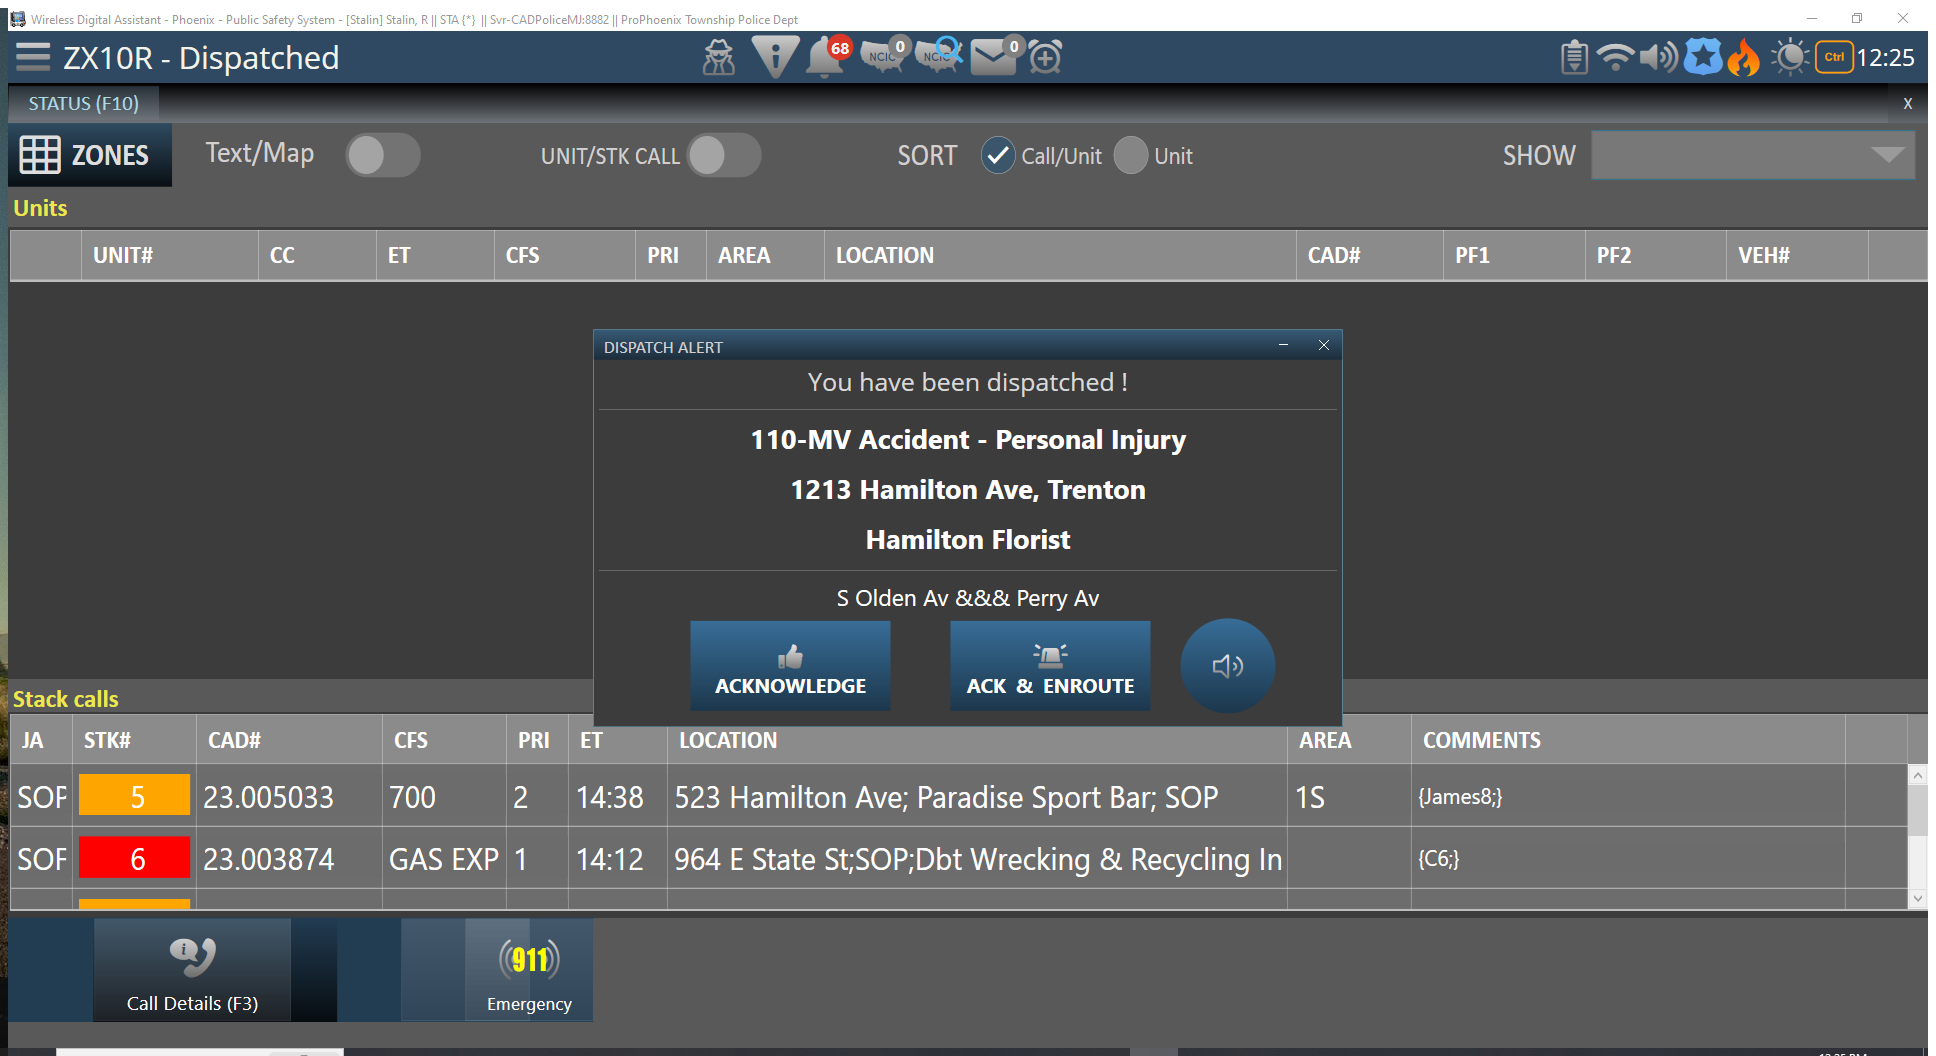 Wireless Digital Assistant - Phoenix - Public Safety System - [Stalin] Stalin, R || STA {*} || Svr-CADPoliceMJ:8882 || ProPhoenix Township Police Dept
ZX10R - Dispatched
68
NCIC 0
NCIC
0
Ctrl
12:25
STATUS (F10)
X
ZONES
Text/Map
UNIT/STK CALL
SORT
Call/Unit
Unit
SHOW
Units
UNIT# CC ET CFS PRI AREA LOCATION CAD# PF1 PF2 VEH#
DISPATCH ALERT
You have been dispatched !
110-MV Accident - Personal Injury
1213 Hamilton Ave, Trenton
Hamilton Florist
S Olden Av &&& Perry Av
ACKNOWLEDGE
ACK & ENROUTE
Stack calls
JA STK# CAD# CFS PRI ET LOCATION AREA COMMENTS
SOP 5 23.005033 700 2 14:38 523 Hamilton Ave; Paradise Sport Bar; SOP 1S {James8;}
SOF 6 23.003874 GAS EXP 1 14:12 964 E State St;SOP;Dbt Wrecking & Recycling In {C6;}
Call Details (F3)
911
Emergency